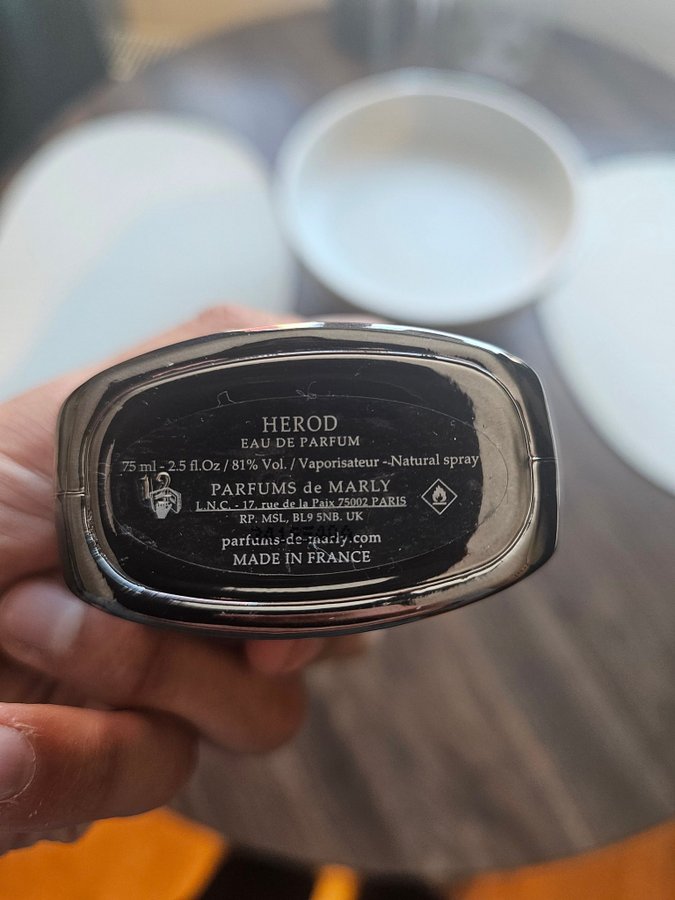 HEROD
EAU DE PARFUM
75 ml - 2.5 fl.Oz / 81% Vol. / Vaporisateur - Natural spray
12
PARFUMS de MARLY
L.N.C. - 17, rue de la Paix 75002 PARIS
RP. MSL, BL9 5NB. UK
parfums-de-marly.com
MADE IN FRANCE